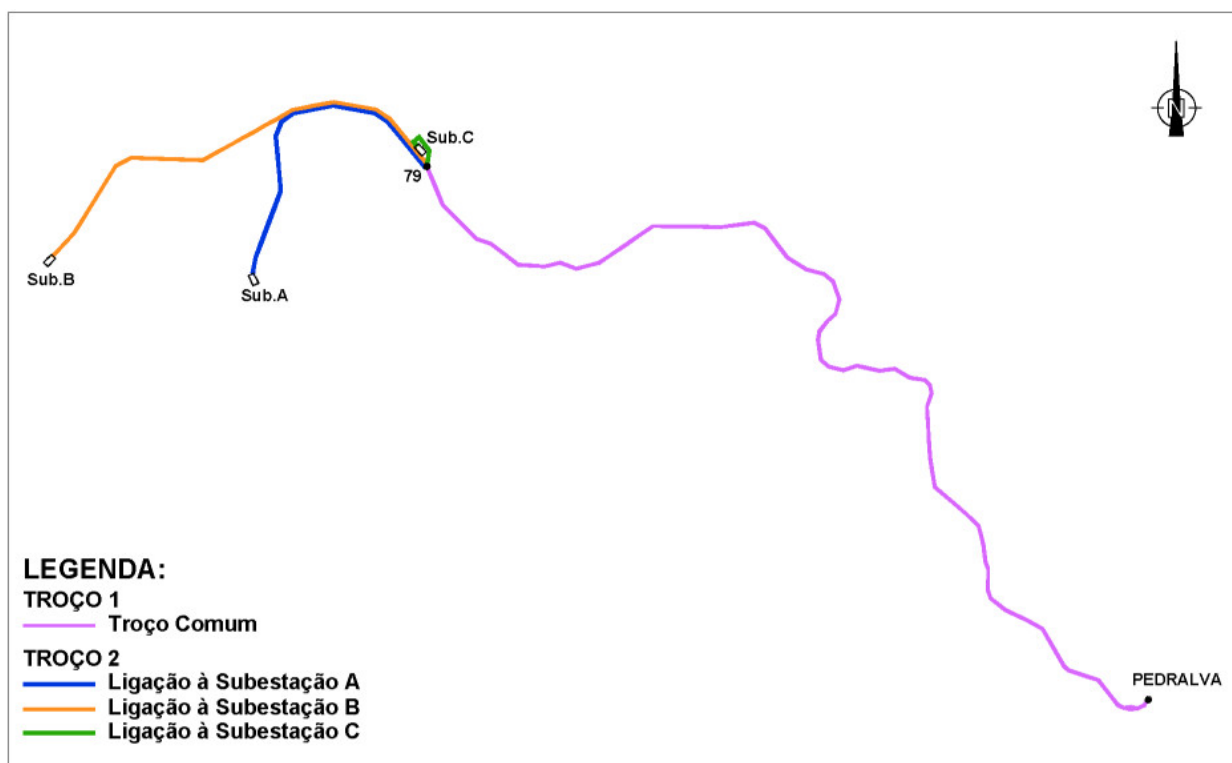 N
Sub.C
79
Sub.B
Sub.A
LEGENDA:
TROÇO 1
Troço Comum
TROÇO 2
Ligação à Subestação A
Ligação à Subestação B
Ligação à Subestação C
PEDRALVA